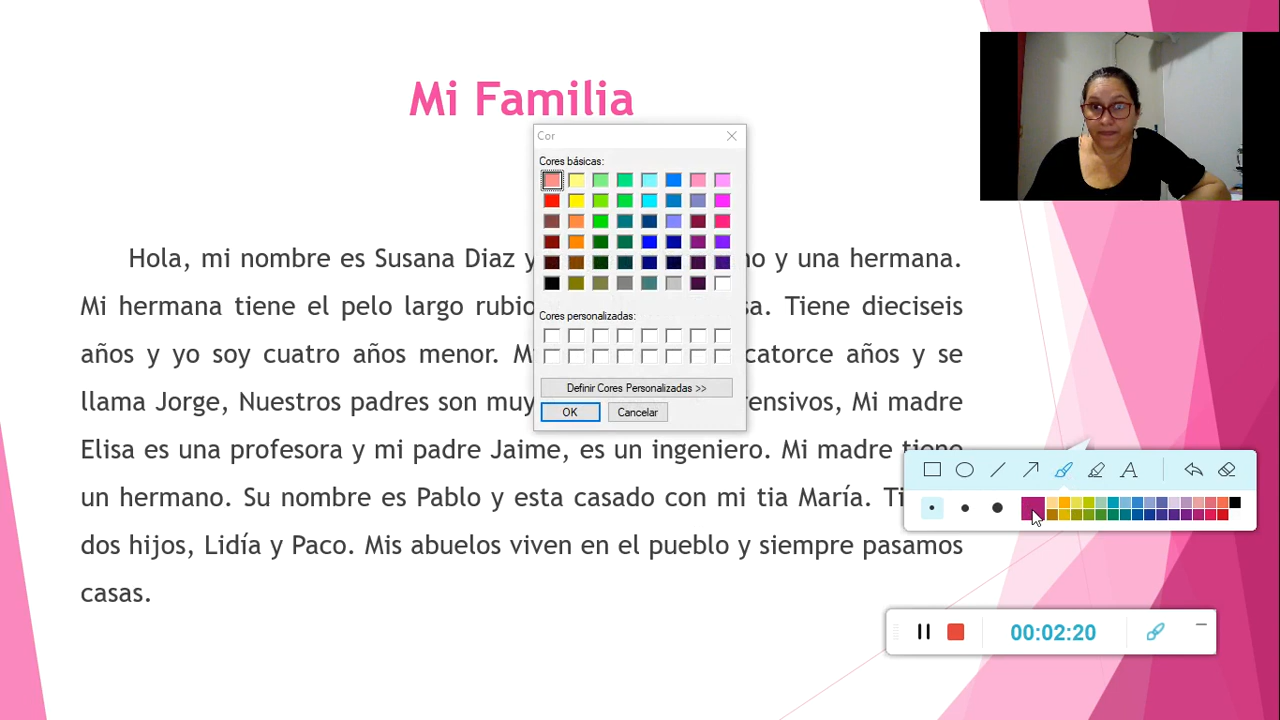 Mi Familia
Cor
Cores básicas:
Hola, mi nombre es Susana Diaz y una hermana.
Mi hermana tiene el pelo largo rubio Tiene dieciseis
Cores personalizadas:
años y yo soy cuatro años menor. catorce años y se
Definir Cores Personalizadas >>
llama Jorge, Nuestros padres son muy Mi madre
OK
Cancelar
Elisa es una profesora y mi padre Jaime, es un ingeniero. Mi madre tiene
un hermano. Su nombre es Pablo y esta casado con mi tia María.
dos hijos, Lidía y Paco. Mis abuelos viven en el pueblo y siempre pasamos
casas.
A
00:02:20